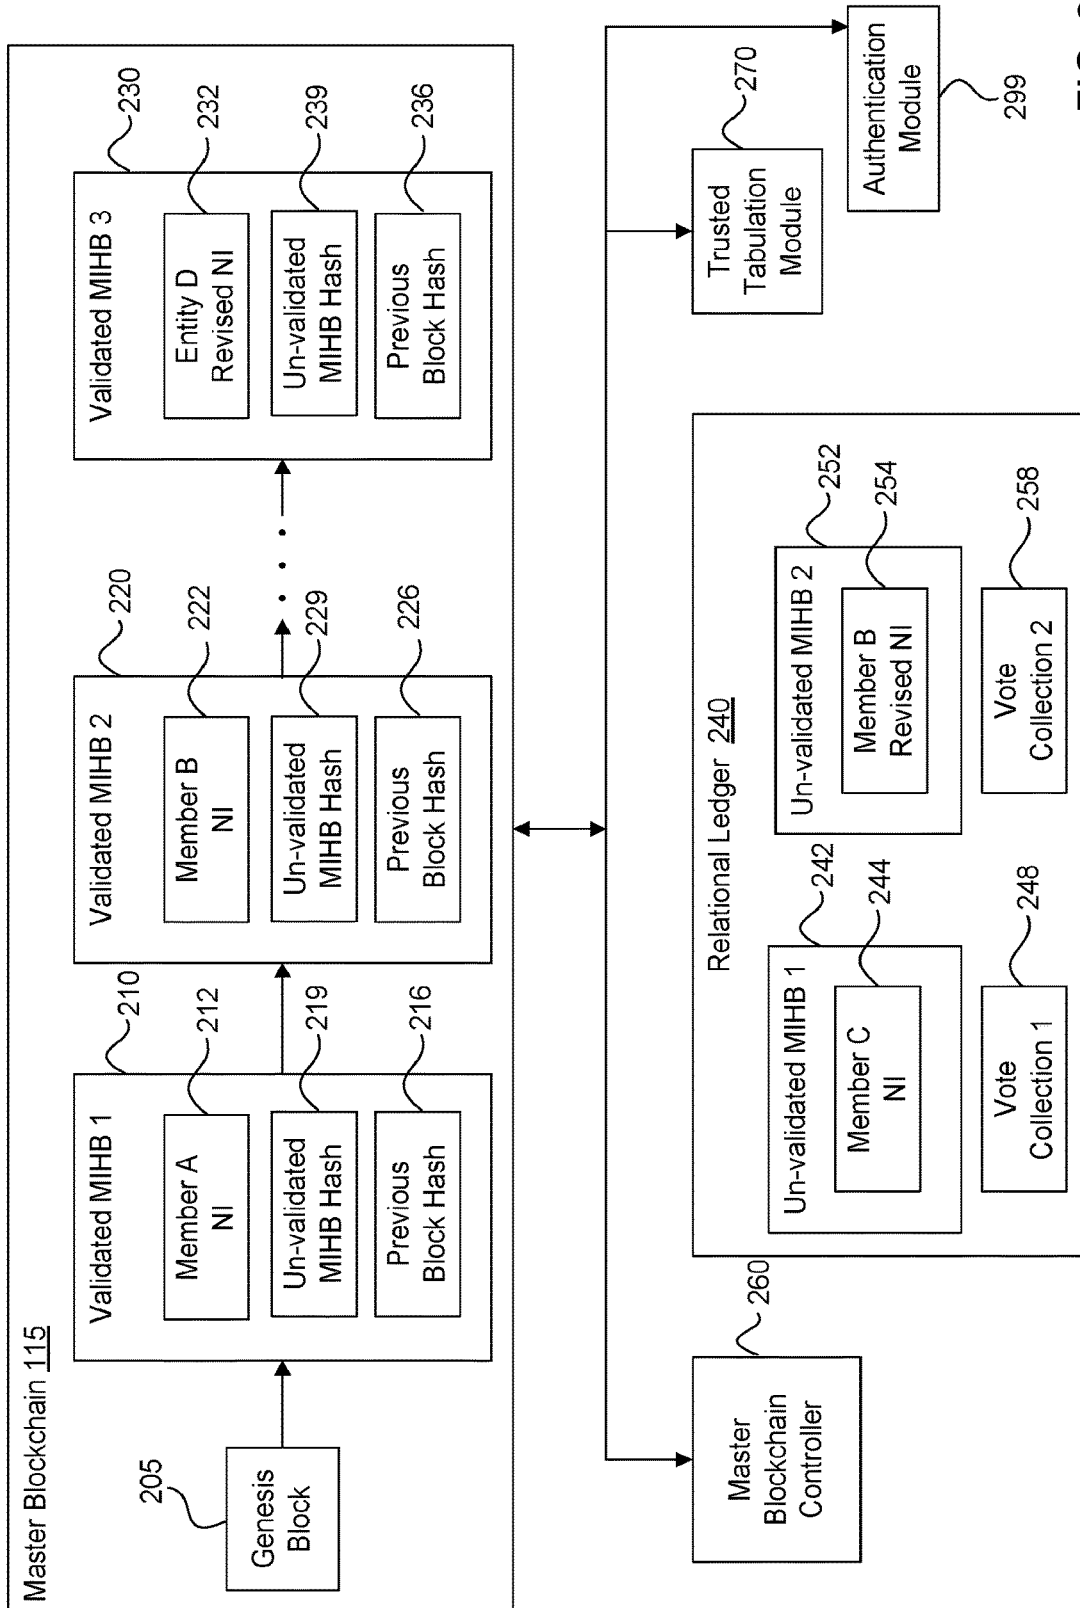 Master Blockchain 115
205
Genesis
Block
Validated MIHB 1
210
Member A
NI
212
Un-validated
MIHB Hash
219
Previous
Block Hash
216
Validated MIHB 2
220
Member B
NI
222
Un-validated
MIHB Hash
229
Previous
Block Hash
226
Validated MIHB 3
230
Entity D
Revised NI
232
Un-validated
MIHB Hash
239
Previous
Block Hash
236
Master
Blockchain
Controller
260
Relational Ledger 240
Un-validated MIHB 1
242
Member C
NI
244
Vote
Collection 1
248
Un-validated MIHB 2
252
Member B
Revised NI
254
Vote
Collection 2
258
Trusted
Tabulation
Module
270
Authentication
Module
299